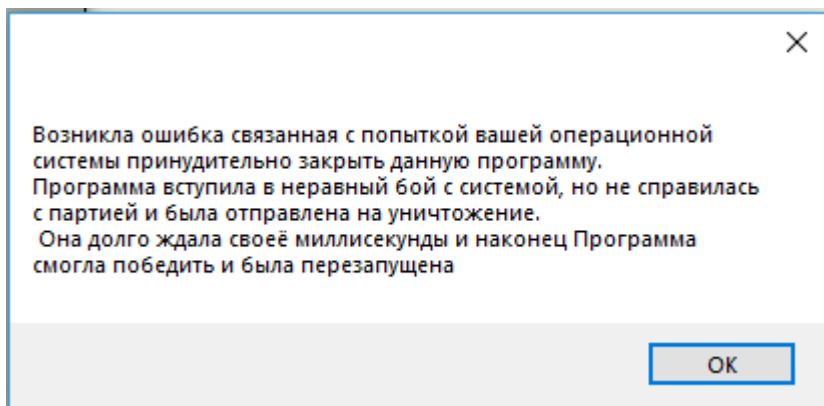 Возникла ошибка связанная с попыткой вашей операционной
системы принудительно закрыть данную программу.
Программа вступила в неравный бой с системой, но не справилась
с партией и была отправлена на уничтожение.
Она долго ждала своеё миллисекунды и наконец Программа
смогла победить и была перезапущена
ОК